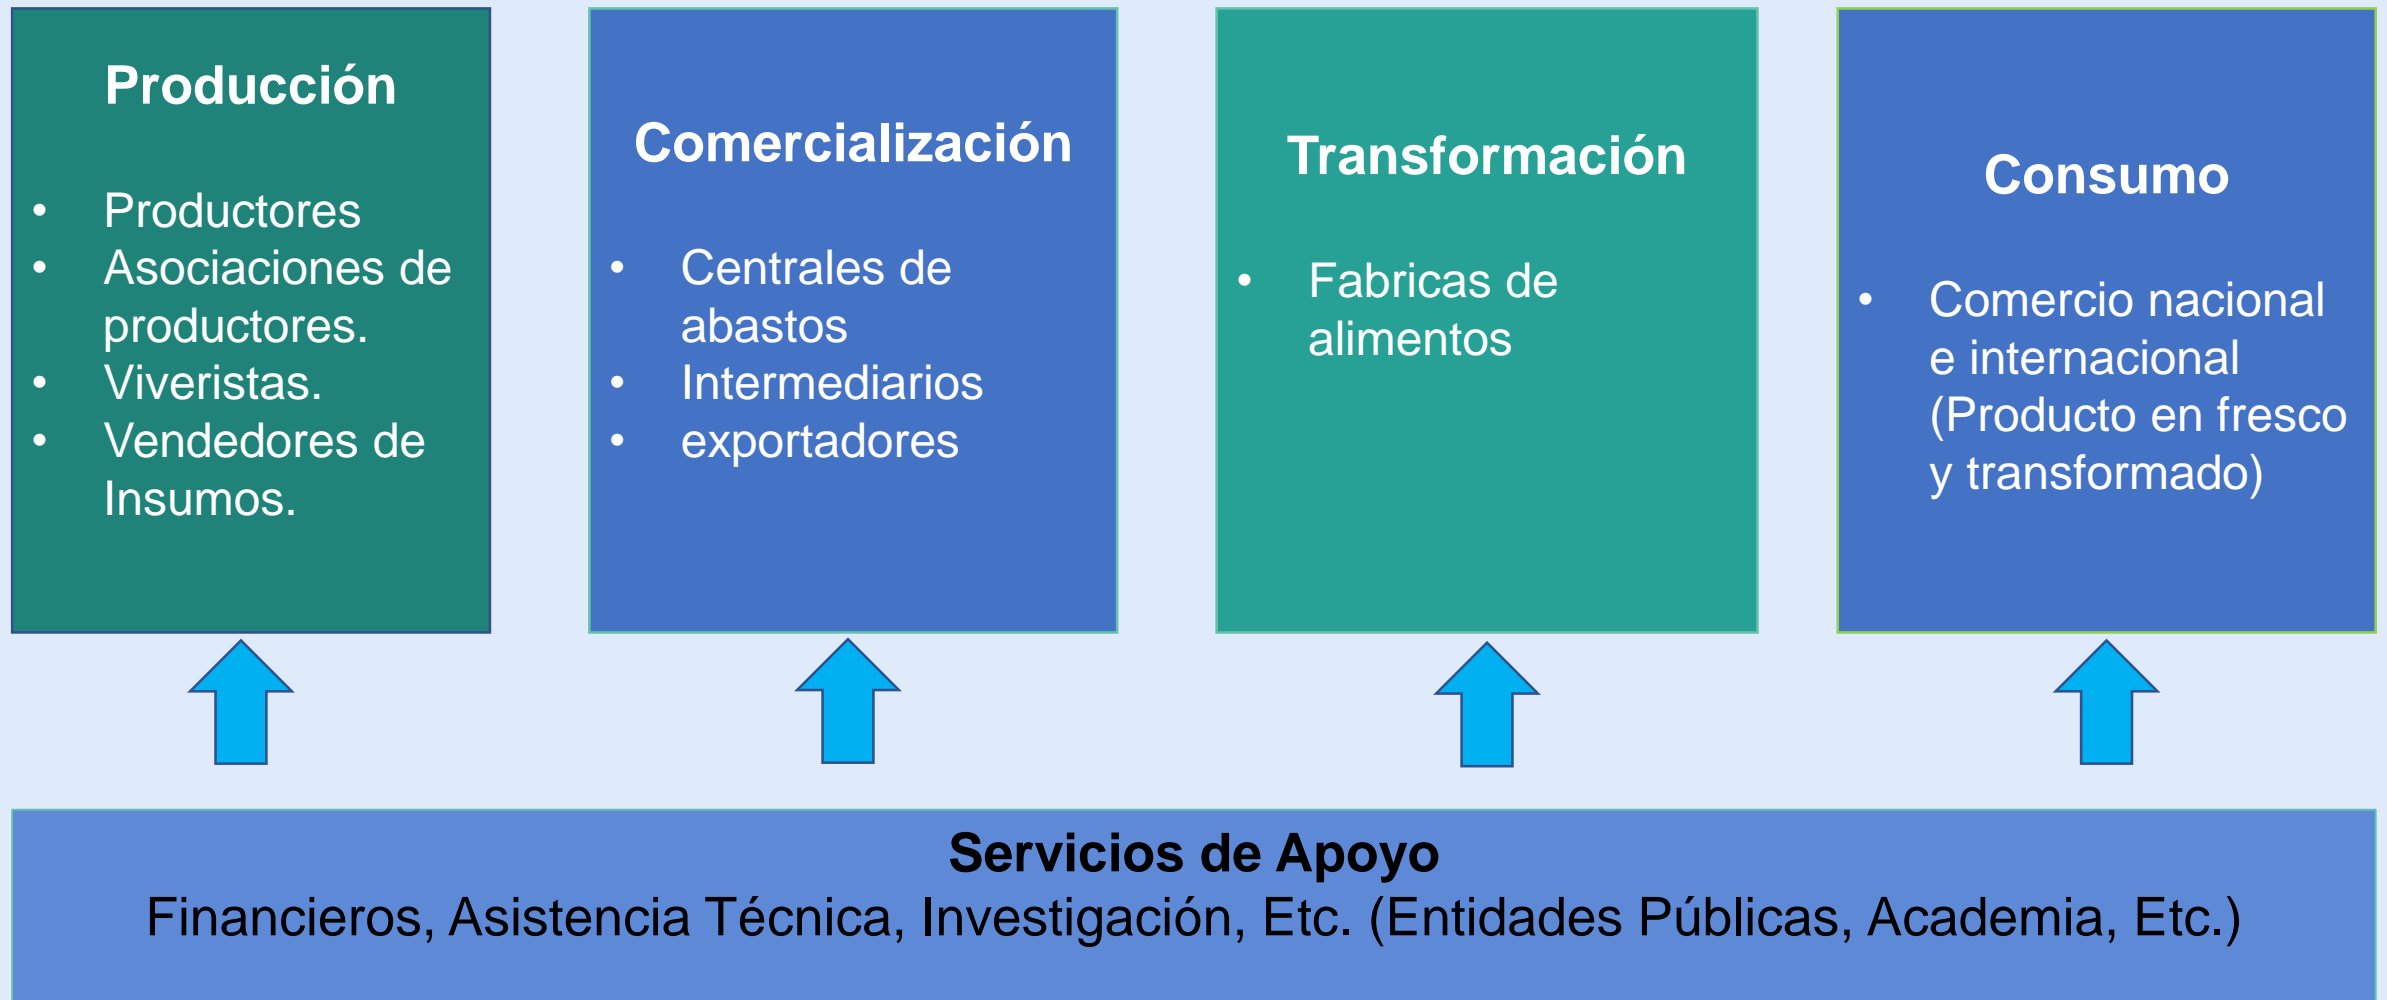 Producción
• Productores
• Asociaciones de
productores.
• Viveristas.
• Vendedores de
Insumos.
Comercialización
• Centrales de
abastos
• Intermediarios
• exportadores
Transformación
• Fabricas de
alimentos
Consumo
• Comercio nacional
e internacional
(Producto en fresco
y transformado)
Servicios de Apoyo
Financieros, Asistencia Técnica, Investigación, Etc. (Entidades Públicas, Academia, Etc.)